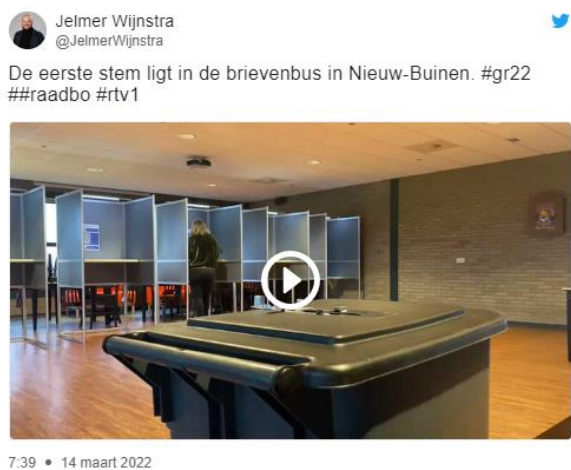 Jelmer Wijnstra
@JelmerWijnstra
De eerste stem ligt in de brievenbus in Nieuw-Buinen. #gr22
##raadbo #rtv1
7:39 • 14 maart 2022